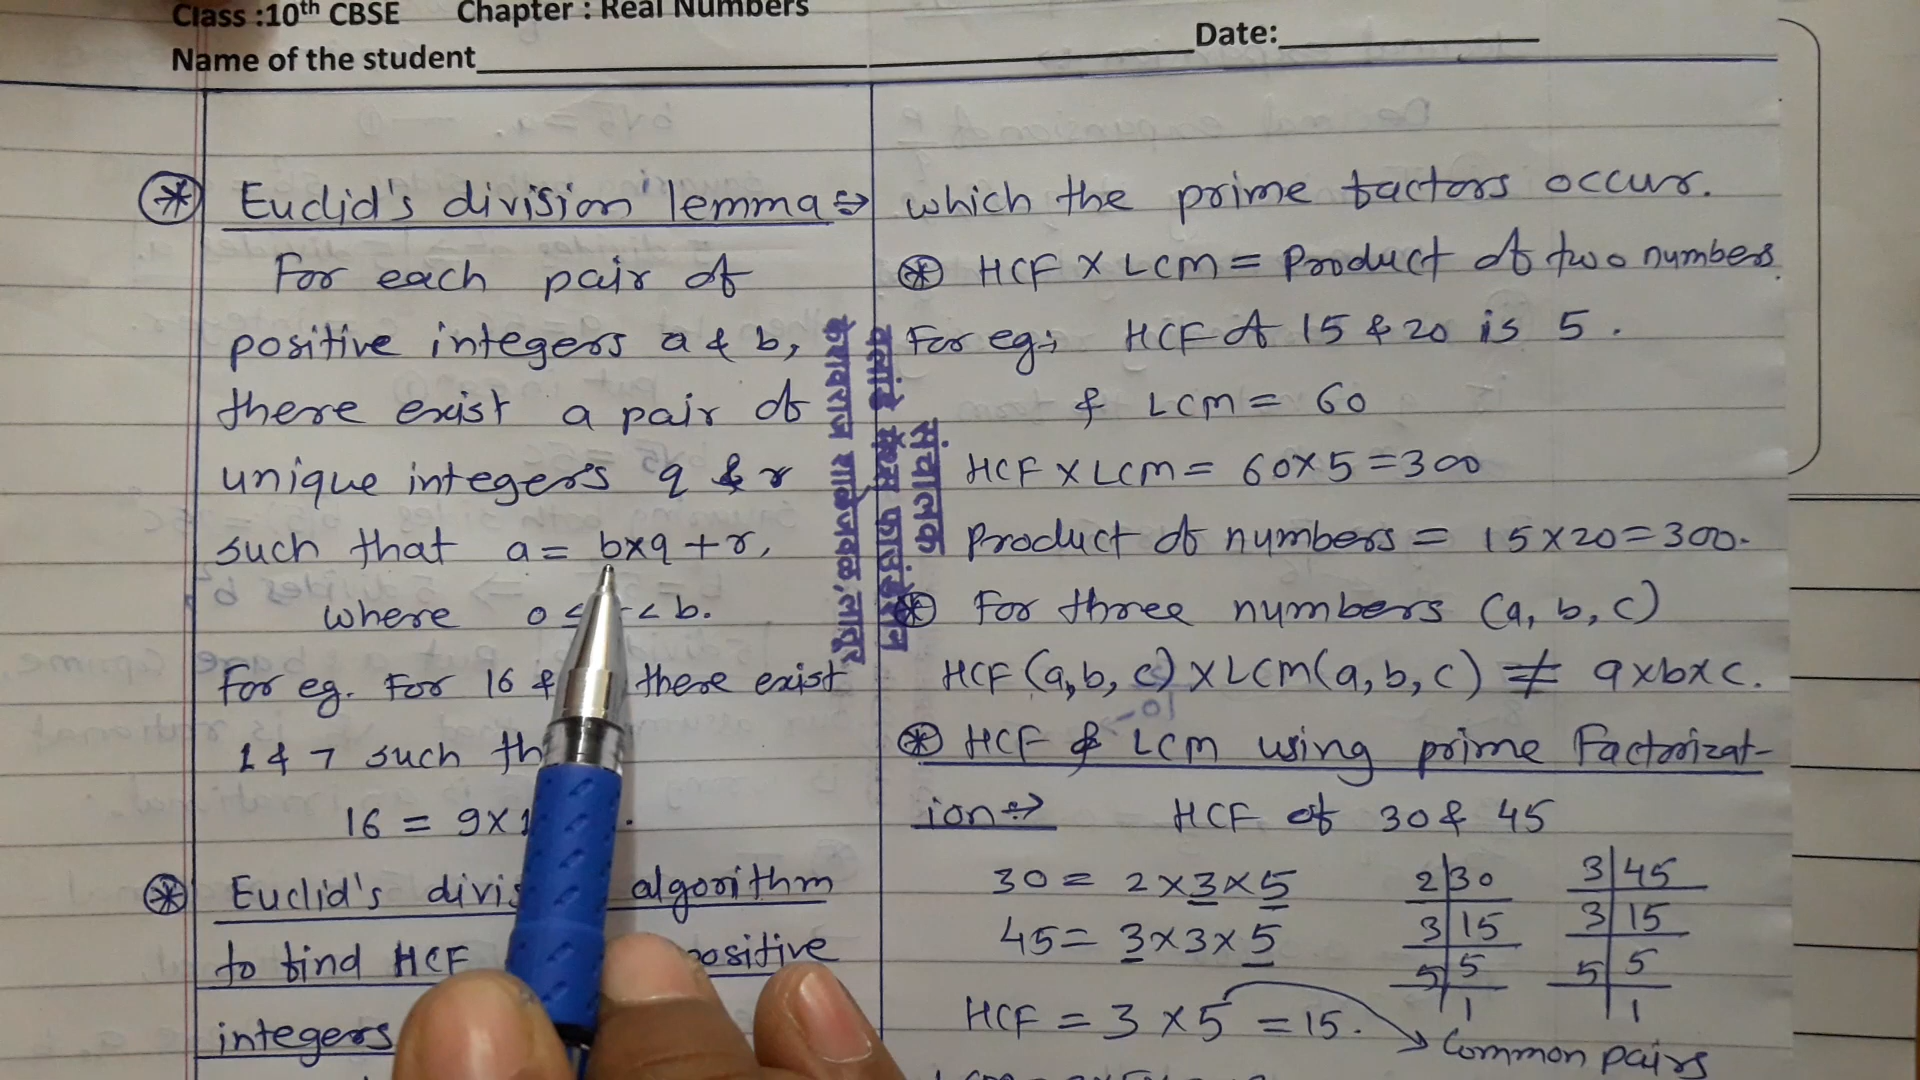 Class :10th CBSE Chapter : Real Numbers
Name of the student Date:
Euclid's division lemma ⇒
For each pair of
positive integers a & b,
there exist a pair of
unique integers q & r
such that a = b×q + r,
where 0 ≤ < b.
For eg. For 16 & there exist
1 & 7 such
16 = 9×1
Euclid's algorithm
to find HCF positive
integers
which the prime factors occur.
HCF × LCM = Product of two numbers.
For eg: HCF of 15 & 20 is 5.
& LCM = 60
HCF × LCM = 60×5 = 300
Product of numbers = 15×20 = 300.
For three numbers (a, b, c)
HCF (a, b, c) × LCM (a, b, c) ≠ a×b×c.
HCF & LCM using prime Factorizat-
ion ⇒ HCF of 30 & 45
30 = 2×3×5
45 = 3×3×5
HCF = 3×5 = 15.
Common pairs
2|30
3|15
5|5
1
3|45
3|15
5|5
1
केशवराज शाळेजवळ, लातूर
संचालक